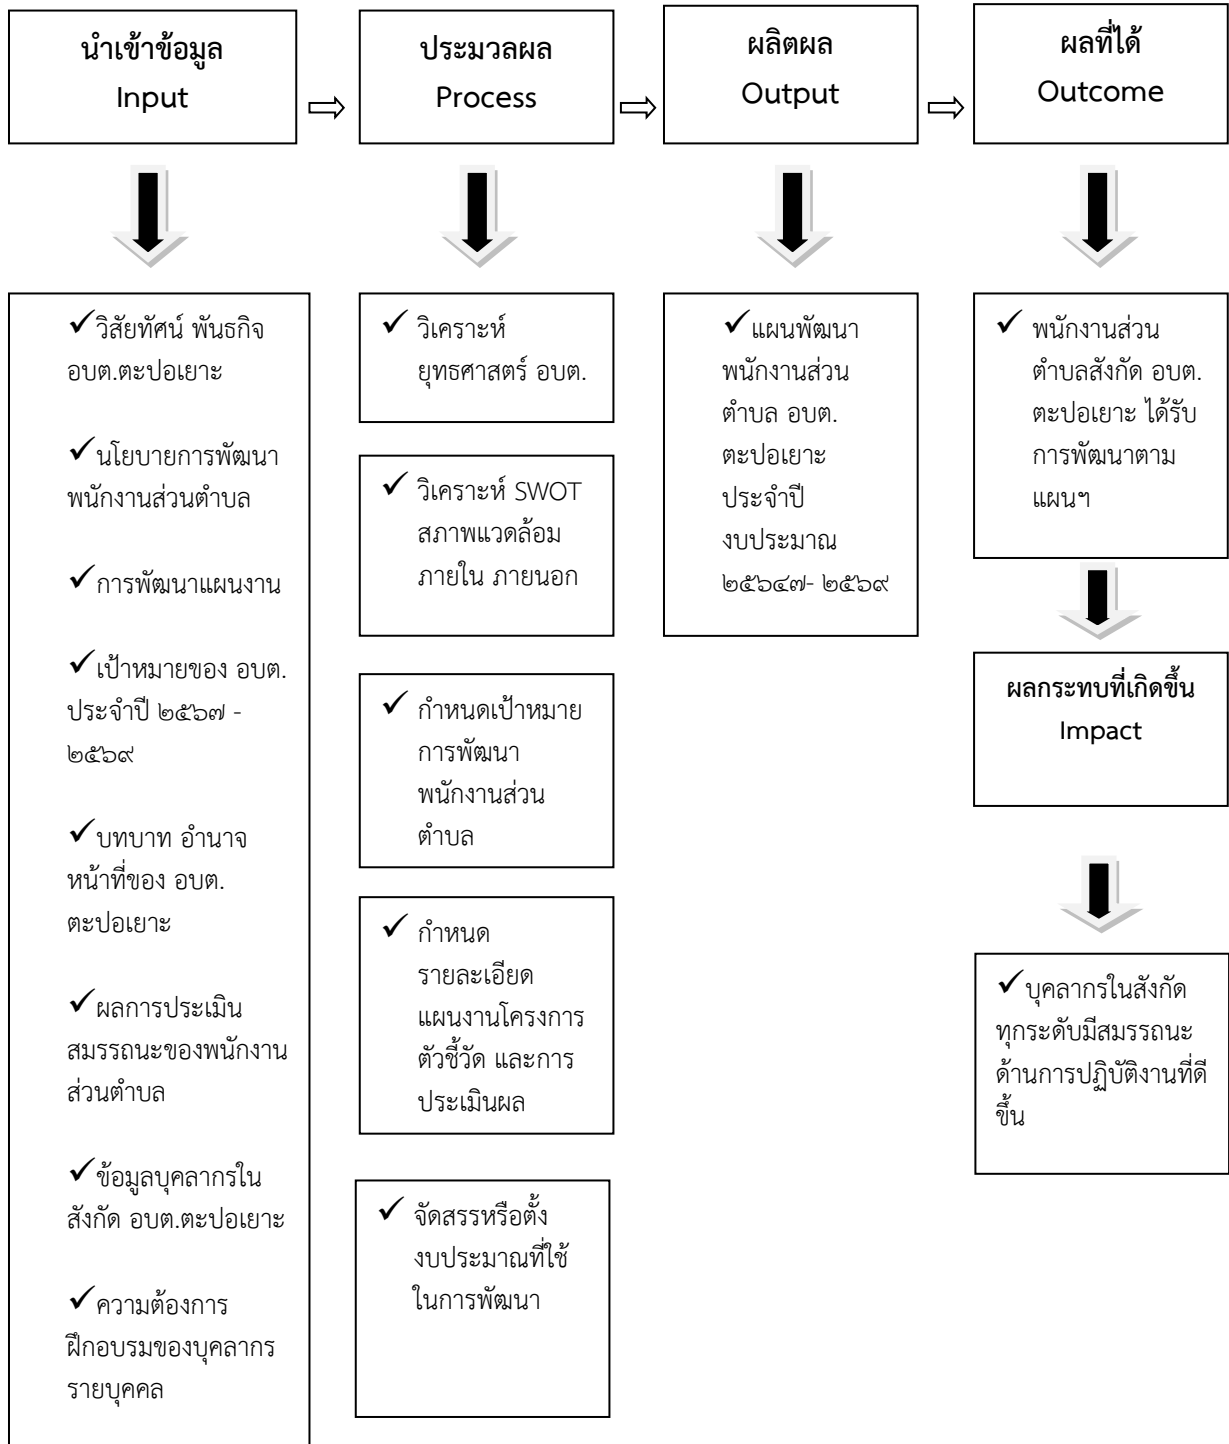 นำเข้าข้อมูล
Input
ประมวลผล
Process
ผลิตผล
Output
ผลที่ได้
Outcome
✓วิสัยทัศน์ พันธกิจ
อบต.ตะปอเยาะ
✓นโยบายการพัฒนา
พนักงานส่วนตำบล
✓การพัฒนาแผนงาน
✓เป้าหมายของ อบต.
ประจำปี ๒๕๖๗ -
๒๕๖๙
✓บทบาท อำนาจ
หน้าที่ของ อบต.
ตะปอเยาะ
✓ผลการประเมิน
สมรรถนะของพนักงาน
ส่วนตำบล
✓ข้อมูลบุคลากรใน
สังกัด อบต.ตะปอเยาะ
✓ความต้องการ
ฝึกอบรมของบุคลากร
รายบุคคล
✓ วิเคราะห์
ยุทธศาสตร์ อบต.
✓ วิเคราะห์ SWOT
สภาพแวดล้อม
ภายใน ภายนอก
✓ กำหนดเป้าหมาย
การพัฒนา
พนักงานส่วน
ตำบล
✓ กำหนด
รายละเอียด
แผนงานโครงการ
ตัวชี้วัด และการ
ประเมินผล
✓ จัดสรรหรือตั้ง
งบประมาณที่ใช้
ในการพัฒนา
✓แผนพัฒนา
พนักงานส่วน
ตำบล อบต.
ตะปอเยาะ
ประจำปี
งบประมาณ
๒๕๖๔๗- ๒๕๖๙
✓ พนักงานส่วน
ตำบลสังกัด อบต.
ตะปอเยาะ ได้รับ
การพัฒนาตาม
แผนฯ
ผลกระทบที่เกิดขึ้น
Impact
✓บุคลากรในสังกัด
ทุกระดับมีสมรรถนะ
ด้านการปฏิบัติงานที่ดี
ขึ้น